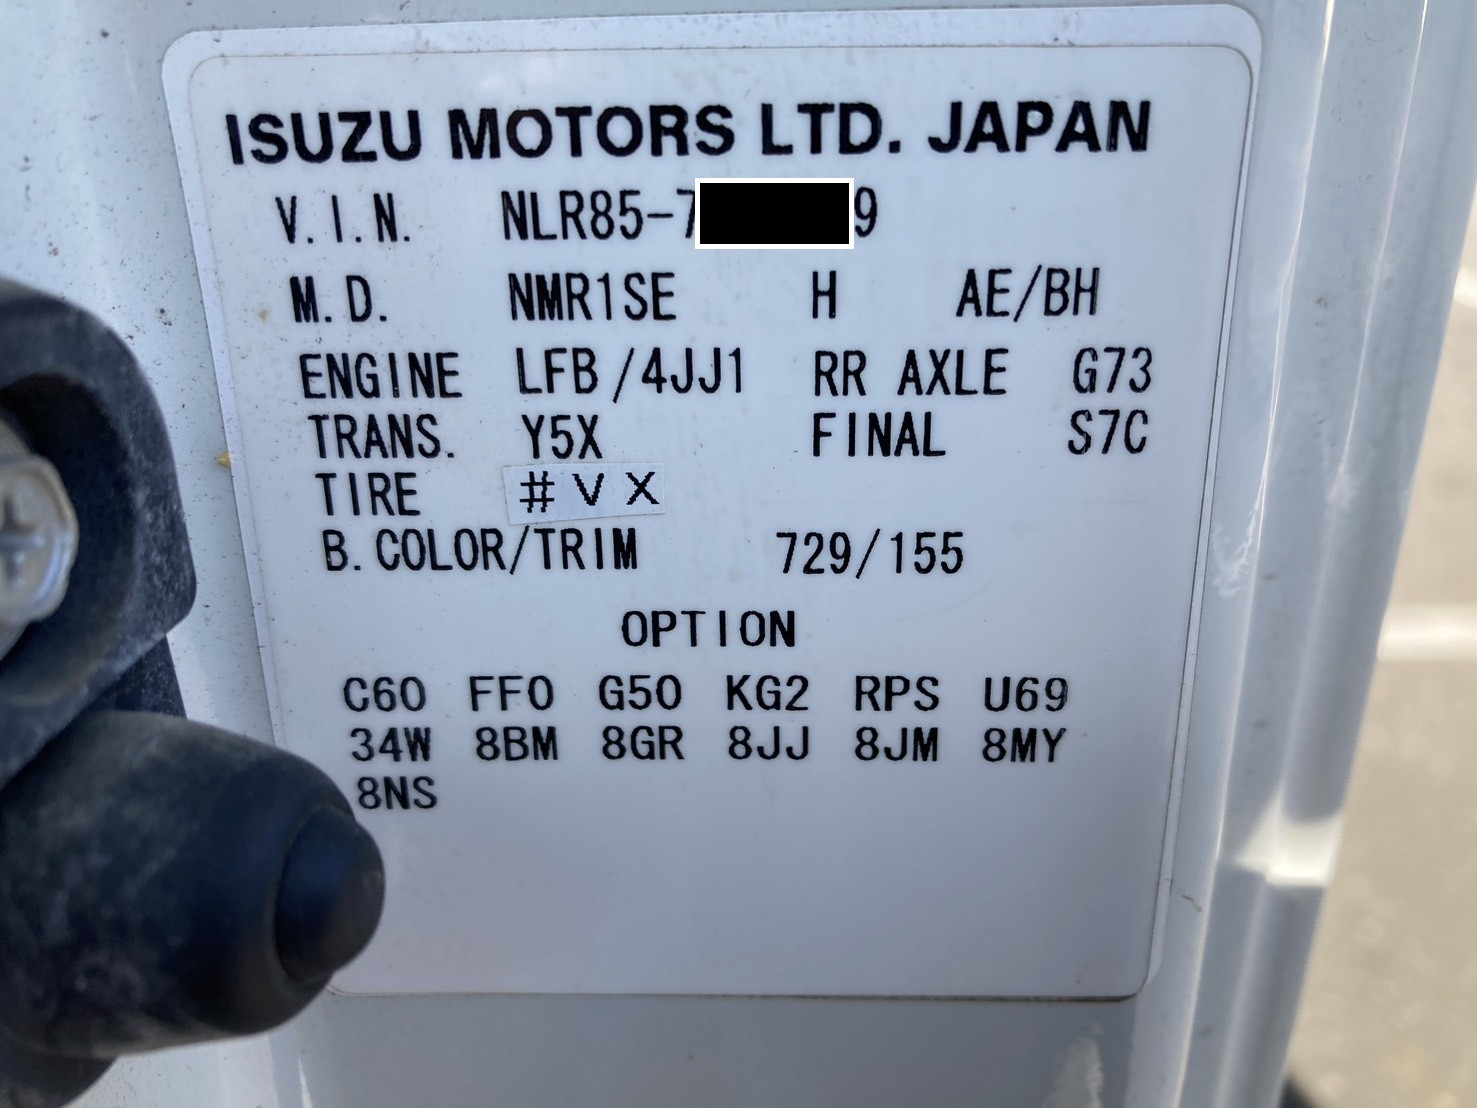 ISUZU MOTORS LTD. JAPAN
V.I.N. NLR85-7 9
M.D. NMR1SE H AE/BH
ENGINE LFB/4JJ1 RR AXLE G73
TRANS. Y5X FINAL S7C
TIRE #VX
B.COLOR/TRIM 729/155
OPTION
C60 FF0 G50 KG2 RPS U69
34W 8BM 8GR 8JJ 8JM 8MY
8NS